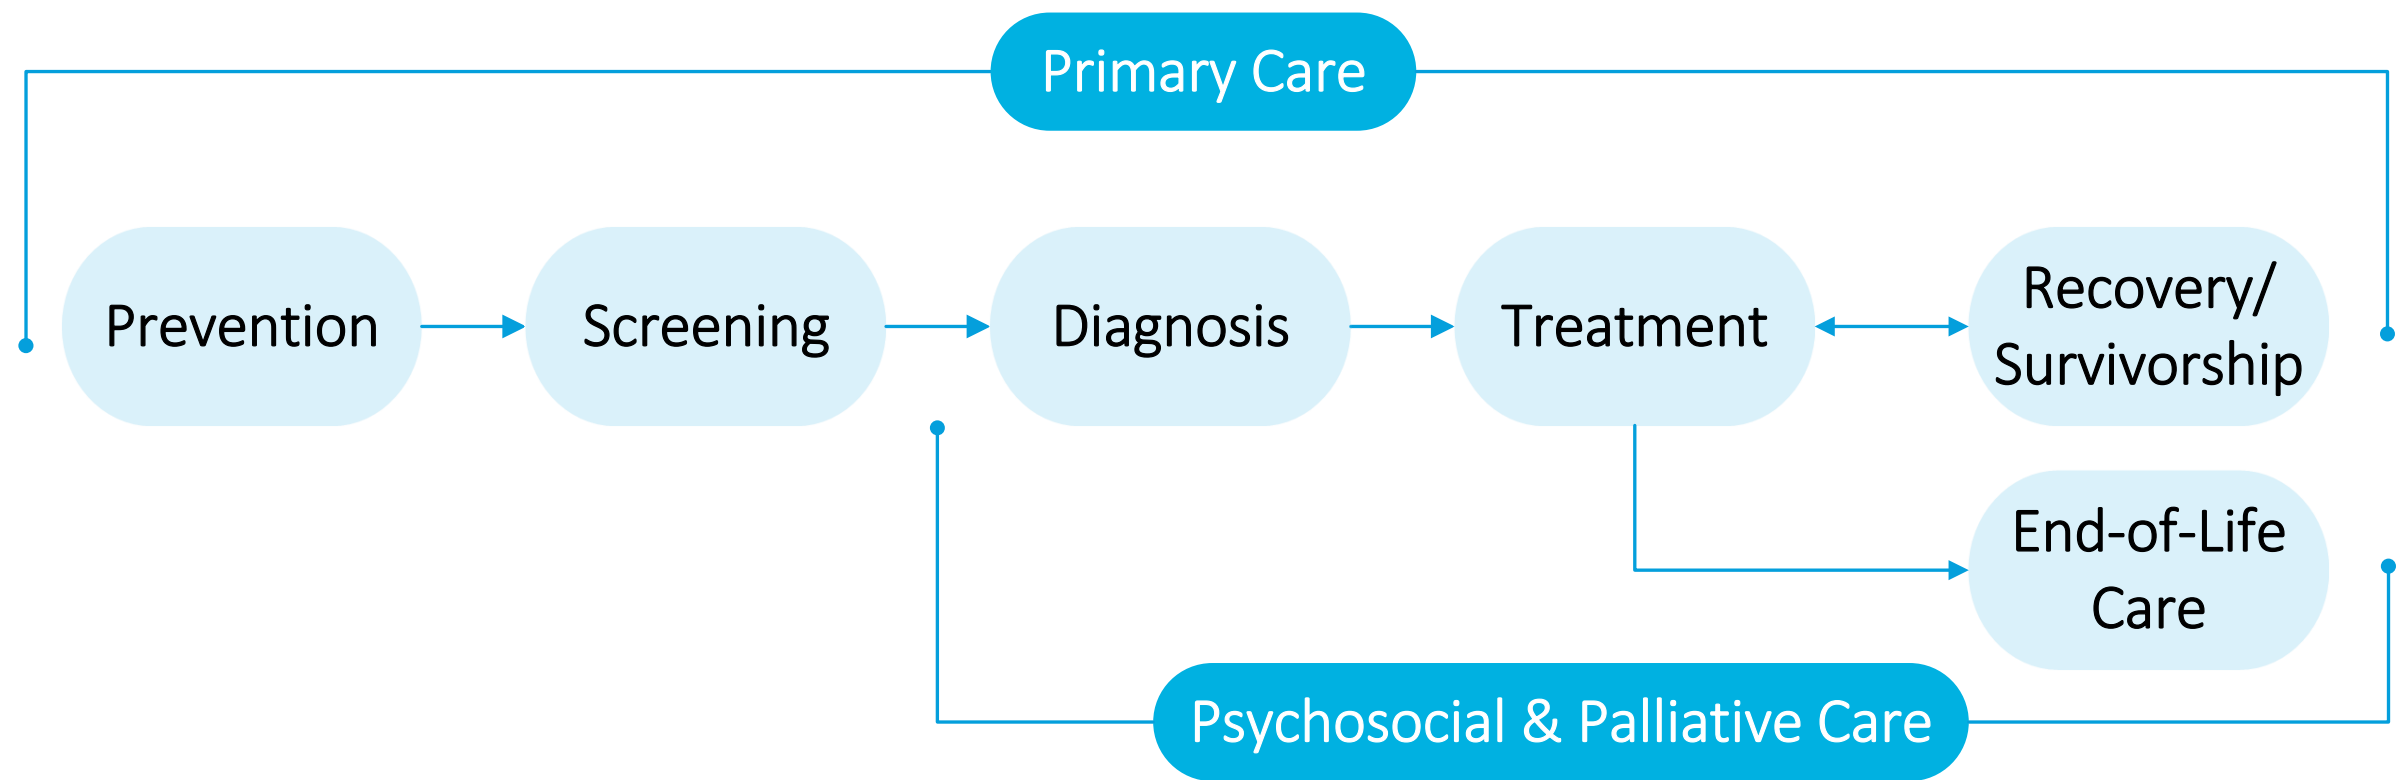 Primary Care
Prevention
Screening
Diagnosis
Treatment
Recovery/
Survivorship
End-of-Life
Care
Psychosocial & Palliative Care